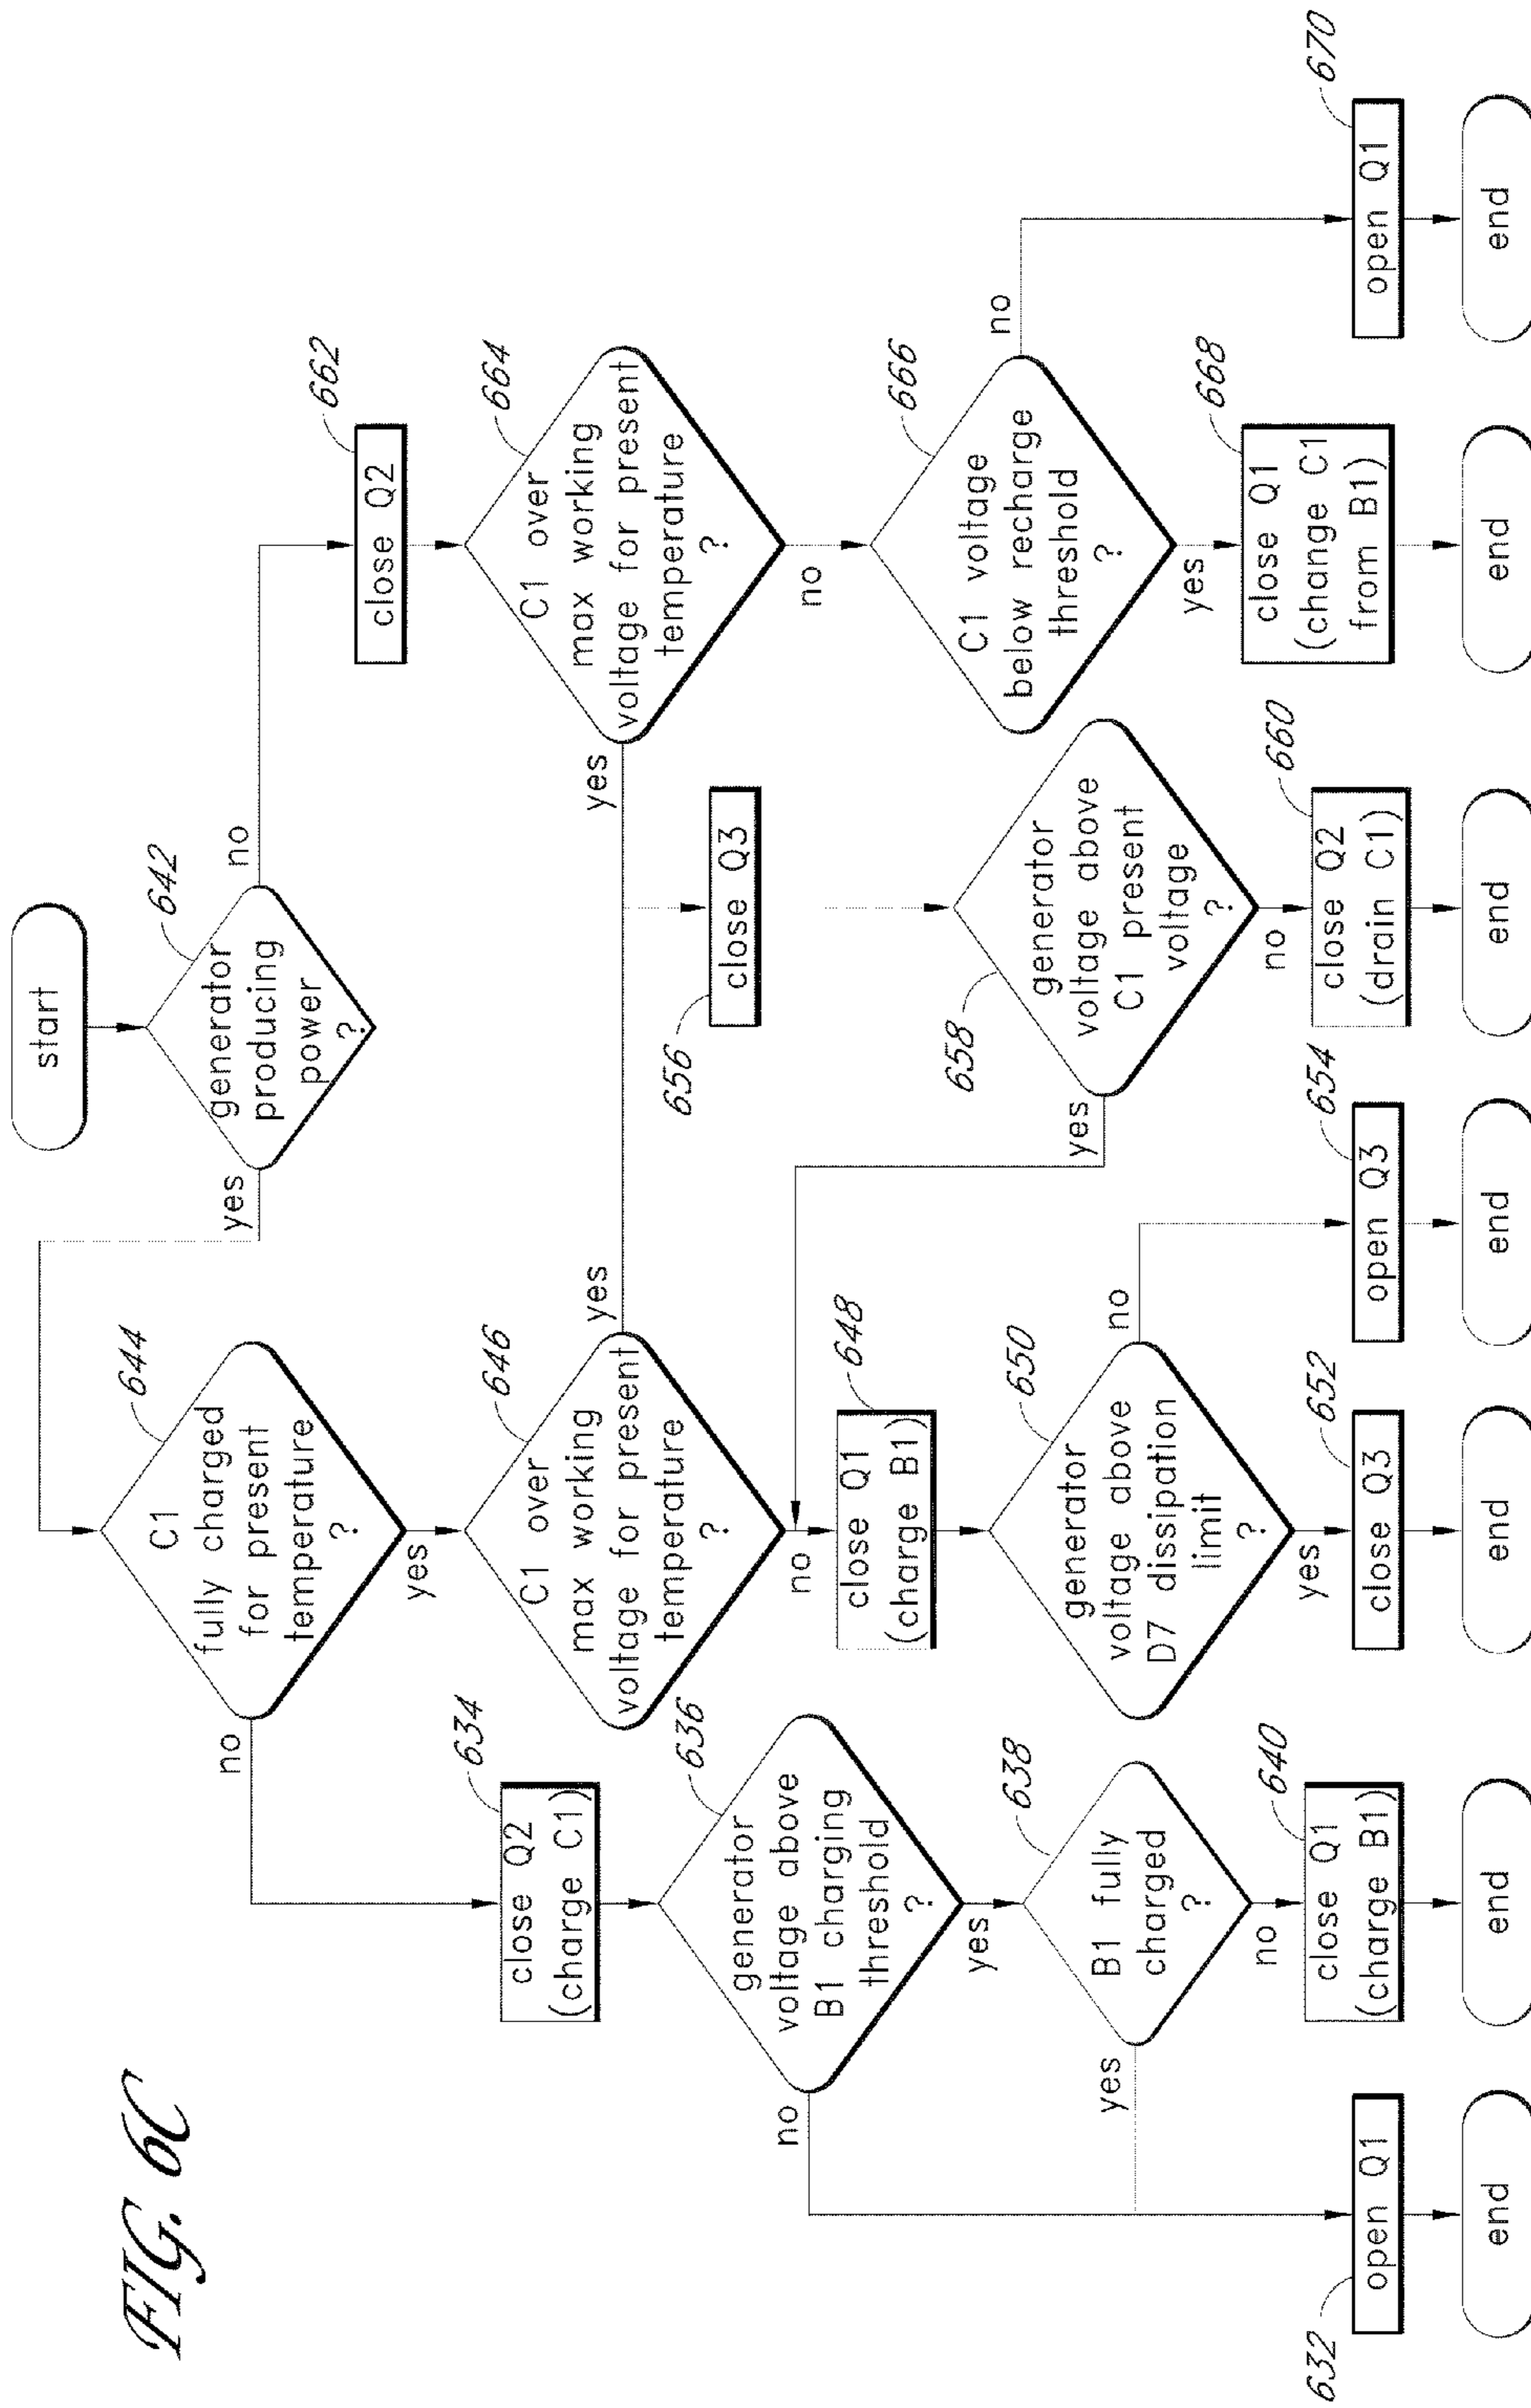 FIG. 6C
start
642
generator
producing
power
?
yes
no
644
C1
fully charged
for present
temperature
?
no
yes
662
close Q2
646
C1 over
max working
voltage for present
temperature
?
yes
no
664
C1 over
max working
voltage for present
temperature
?
yes
no
634
close Q2
(charge C1)
656
close Q3
636
generator
voltage above
B1 charging
threshold
?
no
yes
648
close Q1
(charge B1)
658
generator
voltage above
C1 present
voltage
?
yes
no
666
C1 voltage
below recharge
threshold
?
no
yes
638
B1 fully
charged
?
yes
no
650
generator
voltage above
D7 dissipation
limit
?
no
yes
632
open Q1
640
close Q1
(charge B1)
652
close Q3
654
open Q3
660
close Q2
(drain C1)
668
close Q1
(change C1
from B1)
670
open Q1
end
end
end
end
end
end
end